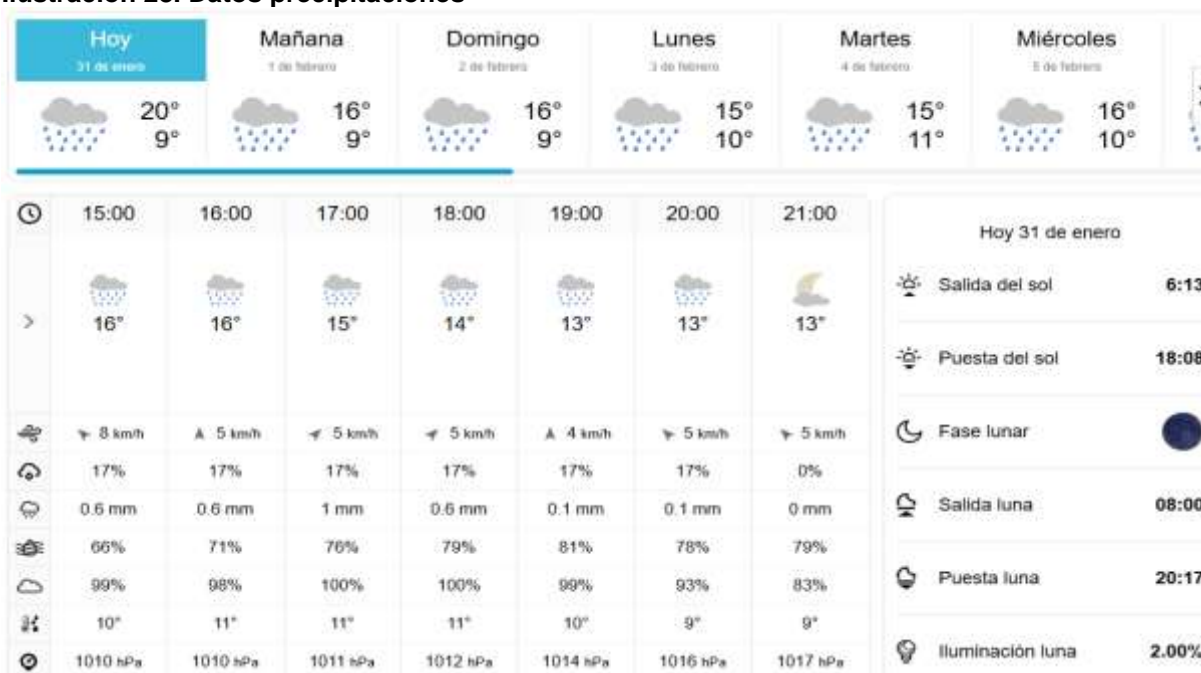 Ilustración 20. Datos precipitaciones
Hoy Mañana Domingo Lunes Martes Miércoles
31 de enero 1 de febrero 2 de febrero 3 de febrero 4 de febrero 5 de febrero
20° 16° 16° 15° 15° 16°
9° 9° 9° 10° 11° 10°
15:00 16:00 17:00 18:00 19:00 20:00 21:00
16° 16° 15° 14° 13° 13° 13°
8 km/h 5 km/h 5 km/h 5 km/h 4 km/h 5 km/h 5 km/h
17% 17% 17% 17% 17% 17% 0%
0.6 mm 0.6 mm 1 mm 0.6 mm 0.1 mm 0.1 mm 0 mm
66% 71% 76% 79% 81% 78% 79%
99% 98% 100% 100% 99% 93% 83%
10° 11° 11° 11° 10° 9° 9°
1010 hPa 1010 hPa 1011 hPa 1012 hPa 1014 hPa 1016 hPa 1017 hPa
Hoy 31 de enero
Salida del sol 6:13
Puesta del sol 18:08
Fase lunar
Salida luna 08:00
Puesta luna 20:17
Iluminación luna 2.00%